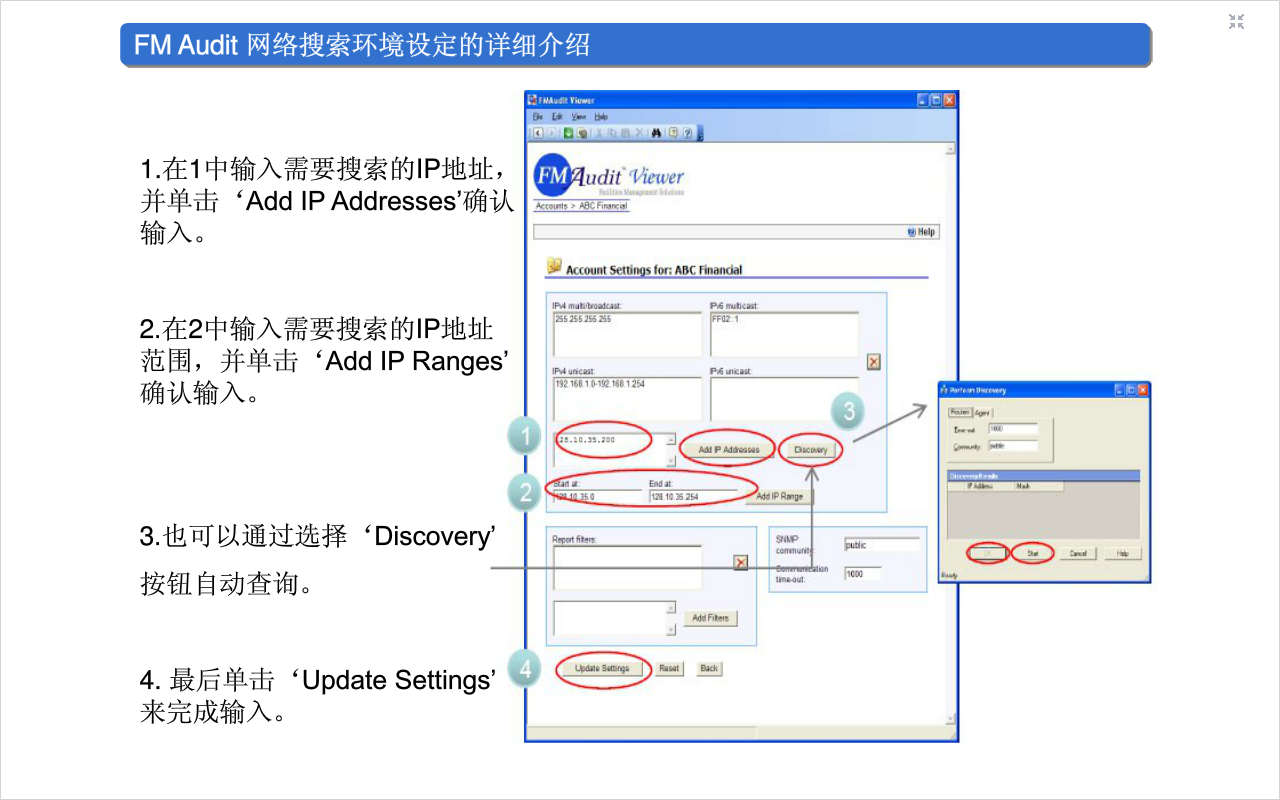 FM Audit 网络搜索环境设定的详细介绍
1.在1中输入需要搜索的IP地址，
并单击‘Add IP Addresses’确认
输入。
2.在2中输入需要搜索的IP地址
范围，并单击‘Add IP Ranges’
确认输入。
3.也可以通过选择‘Discovery’
按钮自动查询。
4. 最后单击‘Update Settings’
来完成输入。
FMAudit Viewer
File Edit View Help
FM Audit Viewer
Facilities Management Solutions
Accounts > ABC Financial
Help
Account Settings for: ABC Financial
IPv4 multi/broadcast: IPv6 multicast:
255.255.255.255 FF02::1
IPv4 unicast: IPv6 unicast:
192.168.1.0-192.168.1.254
3
1
28.10.35.200 Add IP Addresses Discovery
2
Start at: End at:
128.10.35.0 128.10.35.254 Add IP Range
Report filters:
SNMP
community: public
Communication
time-out: 1000
Add Filters
4
Update Settings Reset Back
Perform Discovery
Routers Agent
Time-out: 1000
Community: public
Discovery Results
IP Address Mask
OK Start Cancel Help
Ready